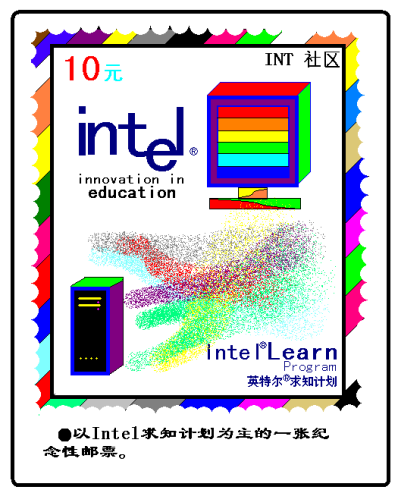 10元
INT 社区
intel®
innovation in
education
Intel®Learn
Program
英特尔®求知计划
●以Intel求知计划为主的一张纪
念性邮票。